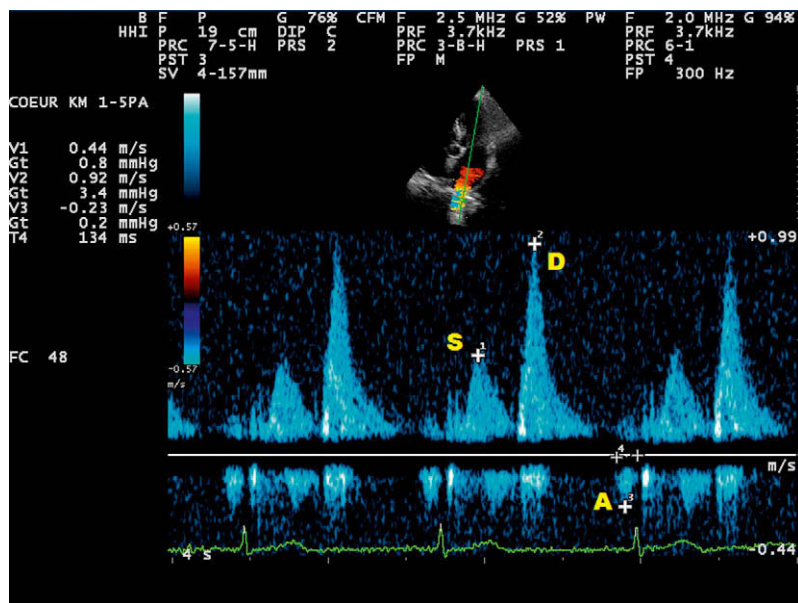 B F P G 76% CFM F 2.5 MHz G 52% PW F 2.0 MHz G 94%
HHI P 19 cm DIP C PRF 3.7kHz PRF 3.7kHz
PRC 7-5-H PRS 2 PRC 3-B-H PRS 1 PRC 6-1
PST 3 FP M PST 4
SV 4-157mm FP 300 Hz
COEUR KM 1-5PA
V1 0.44 m/s
Gt 0.8 mmHg
V2 0.92 m/s
Gt 3.4 mmHg
V3 -0.23 m/s
Gt 0.2 mmHg
T4 134 ms
+0.57
+0.99
2
D
S
1
FC 48
-0.57
m/s
4
m/s
A
3
4 s
-0.44